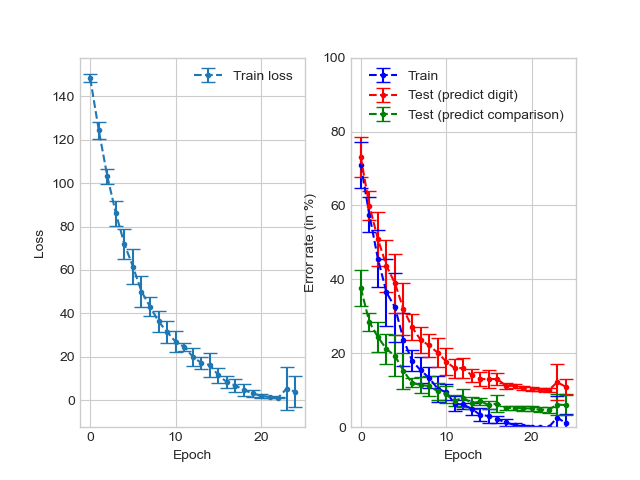 Train loss
140
120
100
80
60
40
20
0
Loss
0
10
20
Epoch
Train
Test (predict digit)
Test (predict comparison)
100
80
60
40
20
0
Error rate (in %)
0
10
20
Epoch